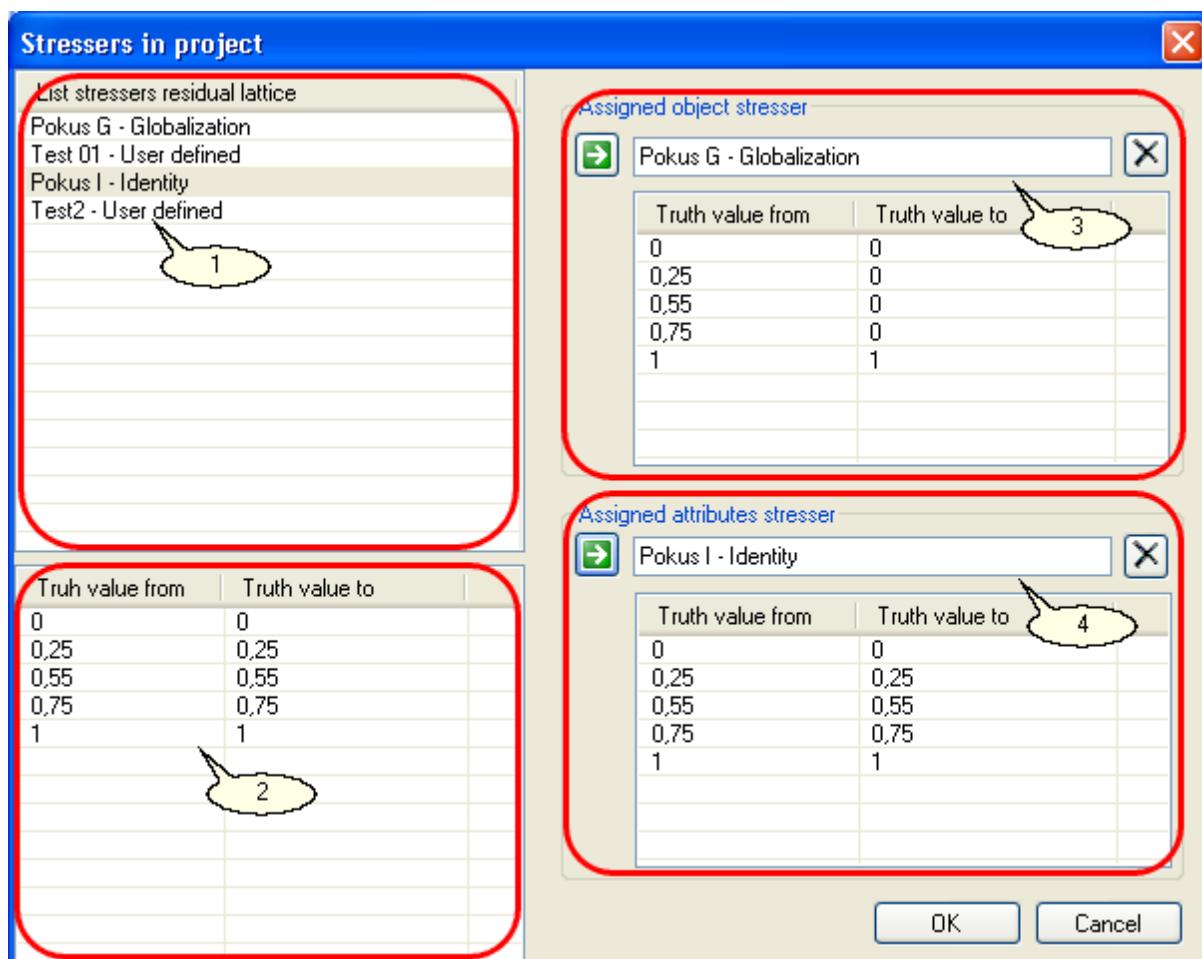 Stressers in project
List stressers residual lattice
Pokus G - Globalization
Test 01 - User defined
Pokus I - Identity
Test2 - User defined
1
Truh value from Truth value to
0 0
0,25 0,25
0,55 0,55
0,75 0,75
1 1
2
Assigned object stresser
Pokus G - Globalization
3
Truth value from Truth value to
0 0
0,25 0
0,55 0
0,75 0
1 1
Assigned attributes stresser
Pokus I - Identity
4
Truth value from Truth value to
0 0
0,25 0,25
0,55 0,55
0,75 0,75
1 1
OK Cancel